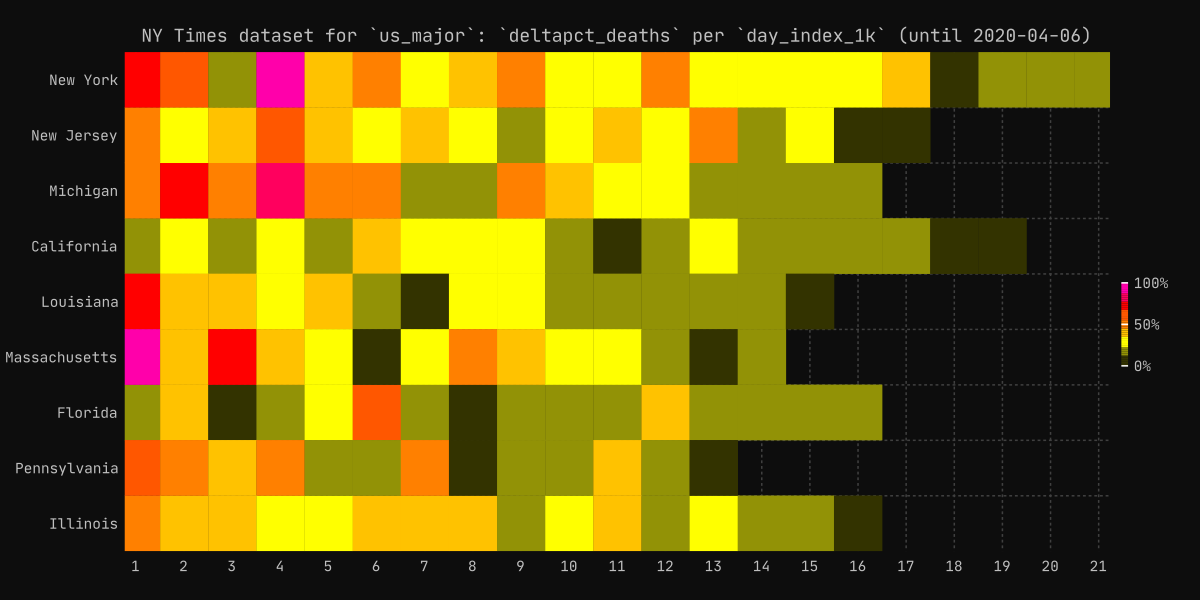 NY Times dataset for `us_major`: `deltapct_deaths` per `day_index_1k` (until 2020-04-06)
New York
New Jersey
Michigan
California
Louisiana
Massachusetts
Florida
Pennsylvania
Illinois
100%
50%
0%
1 2 3 4 5 6 7 8 9 10 11 12 13 14 15 16 17 18 19 20 21